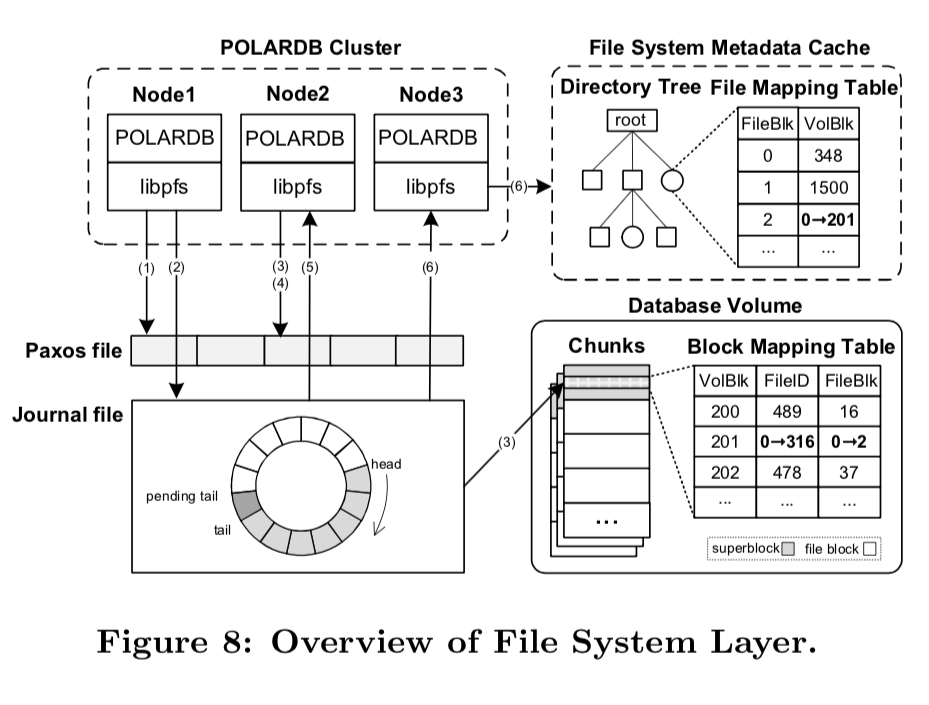 POLARDB Cluster
Node1
Node2
Node3
POLARDB
POLARDB
POLARDB
libpfs
libpfs
libpfs
(1)
(2)
(3)
(4)
(5)
(6)
(6)
File System Metadata Cache
Directory Tree
root
File Mapping Table
FileBlk VolBlk
0 348
1 1500
2 0→201
... ...
Paxos file
Journal file
head
pending tail
tail
(3)
Database Volume
Chunks
...
Block Mapping Table
VolBlk FileID FileBlk
200 489 16
201 0→316 0→2
202 478 37
... ... ...
superblock
file block
Figure 8: Overview of File System Layer.